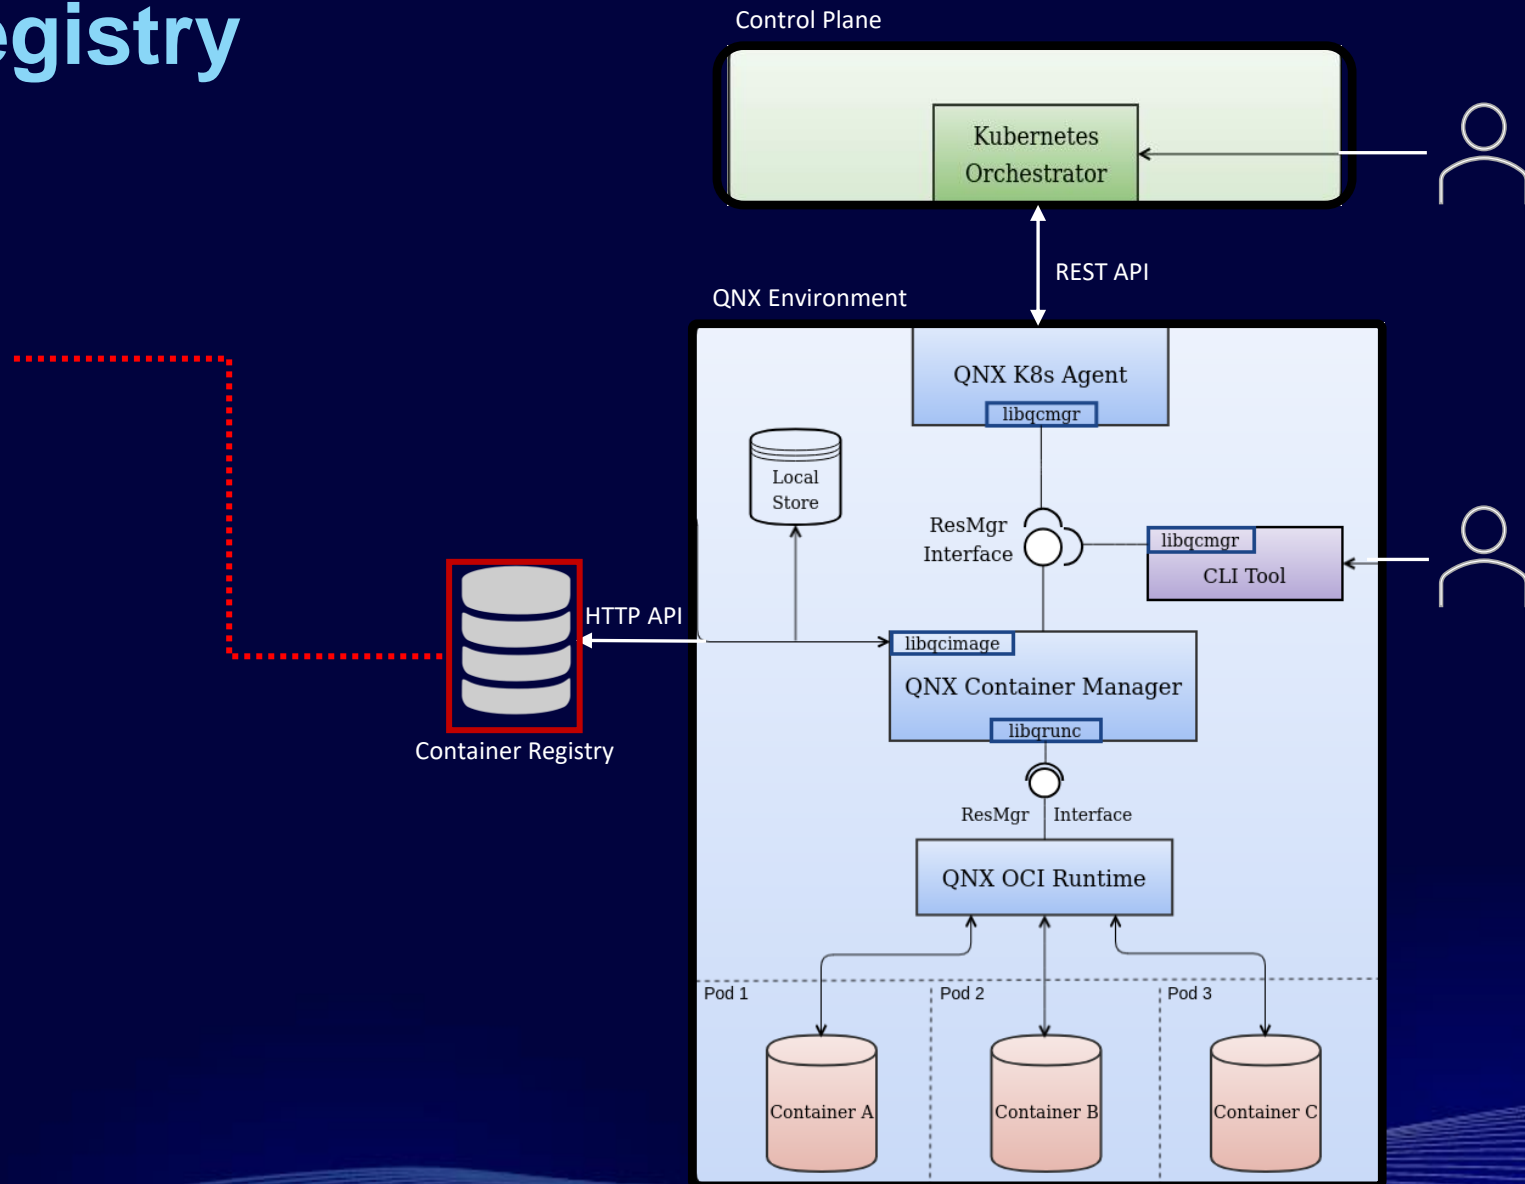 egistry
Control Plane
Kubernetes
Orchestrator
REST API
QNX Environment
QNX K8s Agent
libqcmgr
Local
Store
ResMgr
Interface
libqcmgr
CLI Tool
HTTP API
libqcimage
QNX Container Manager
libqrunc
Container Registry
ResMgr Interface
QNX OCI Runtime
Pod 1
Pod 2
Pod 3
Container A
Container B
Container C